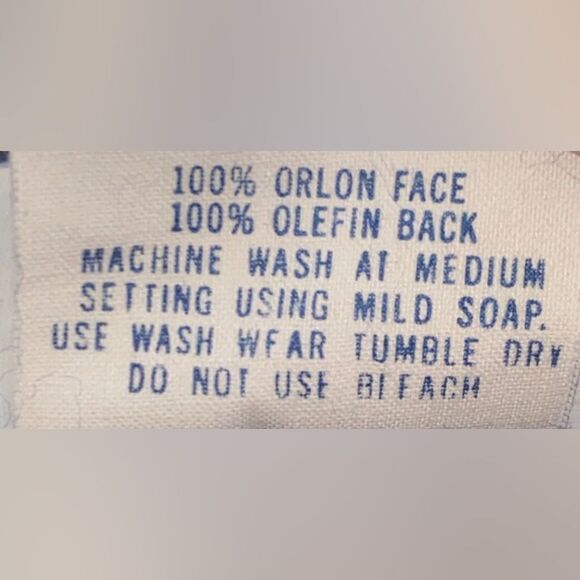 100% ORLON FACE
100% OLEFIN BACK
MACHINE WASH AT MEDIUM
SETTING USING MILD SOAP.
USE WASH WEAR TUMBLE DRY
DO NOT USE BLEACH